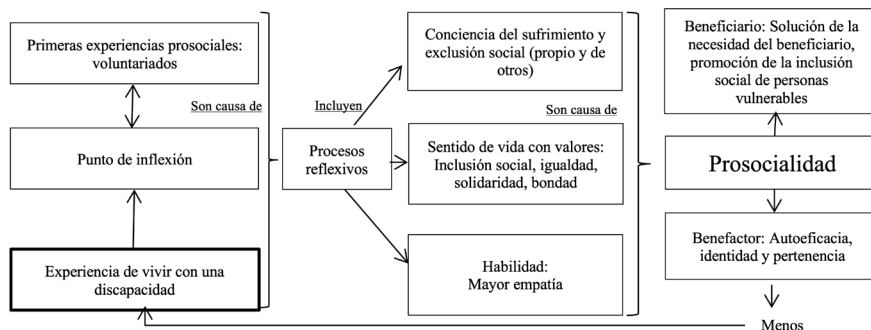 Primeras experiencias prosociales:
voluntariados
Son causa de
Punto de inflexión
Experiencia de vivir con una
discapacidad
Procesos
reflexivos
Incluyen
Conciencia del sufrimiento y
exclusión social (propio y de
otros)
Sentido de vida con valores:
Inclusión social, igualdad,
solidaridad, bondad
Habilidad:
Mayor empatía
Son causa de
Beneficiario: Solución de la
necesidad del beneficiario,
promoción de la inclusión
social de personas
vulnerables
Prosocialidad
Benefactor: Autoeficacia,
identidad y pertenencia
Menos